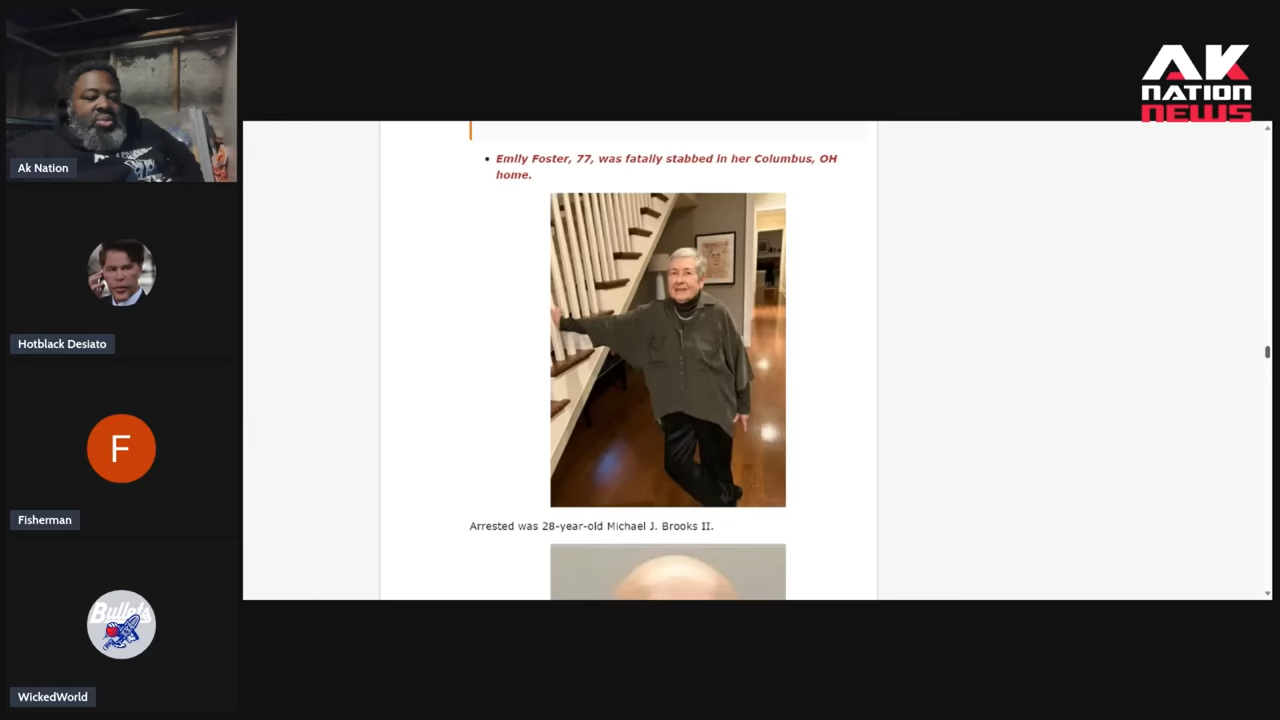 AK
NATION
NEWS
Ak Nation
Hotblack Desiato
F
Fisherman
Bullets
WickedWorld
• Emily Foster, 77, was fatally stabbed in her Columbus, OH
home.
Arrested was 28-year-old Michael J. Brooks II.